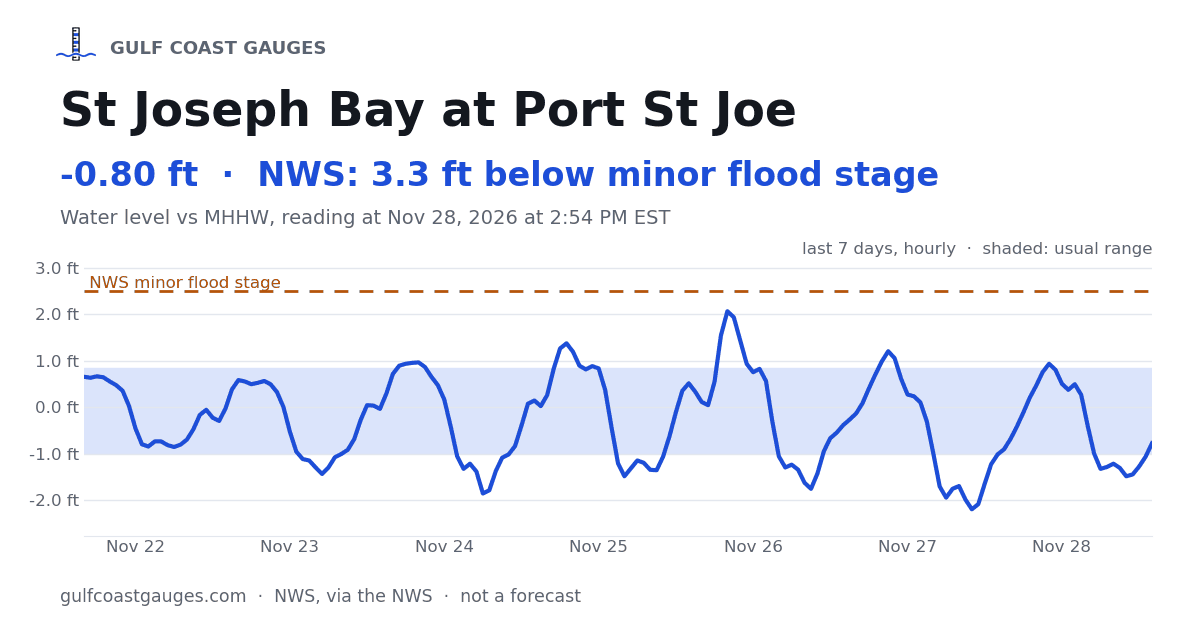 GULF COAST GAUGES
St Joseph Bay at Port St Joe
-0.80 ft · NWS: 3.3 ft below minor flood stage
Water level vs MHHW, reading at Nov 28, 2026 at 2:54 PM EST
last 7 days, hourly · shaded: usual range
3.0 ft
NWS minor flood stage
2.0 ft
1.0 ft
0.0 ft
-1.0 ft
-2.0 ft
Nov 22 Nov 23 Nov 24 Nov 25 Nov 26 Nov 27 Nov 28
gulfcoastgauges.com · NWS, via the NWS · not a forecast